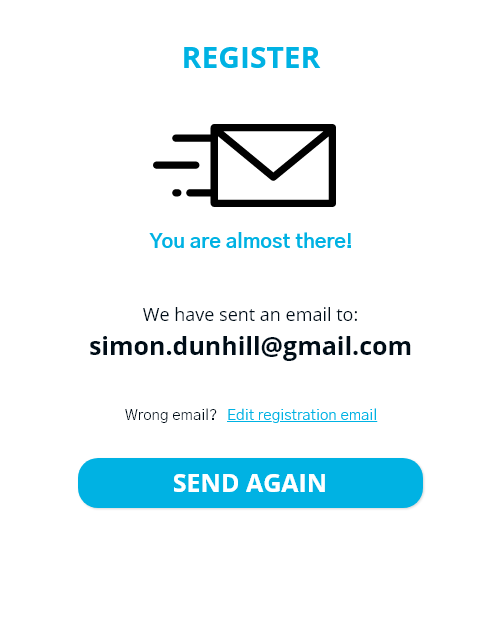 REGISTER
You are almost there!
We have sent an email to:
simon.dunhill@gmail.com
Wrong email? Edit registration email
SEND AGAIN